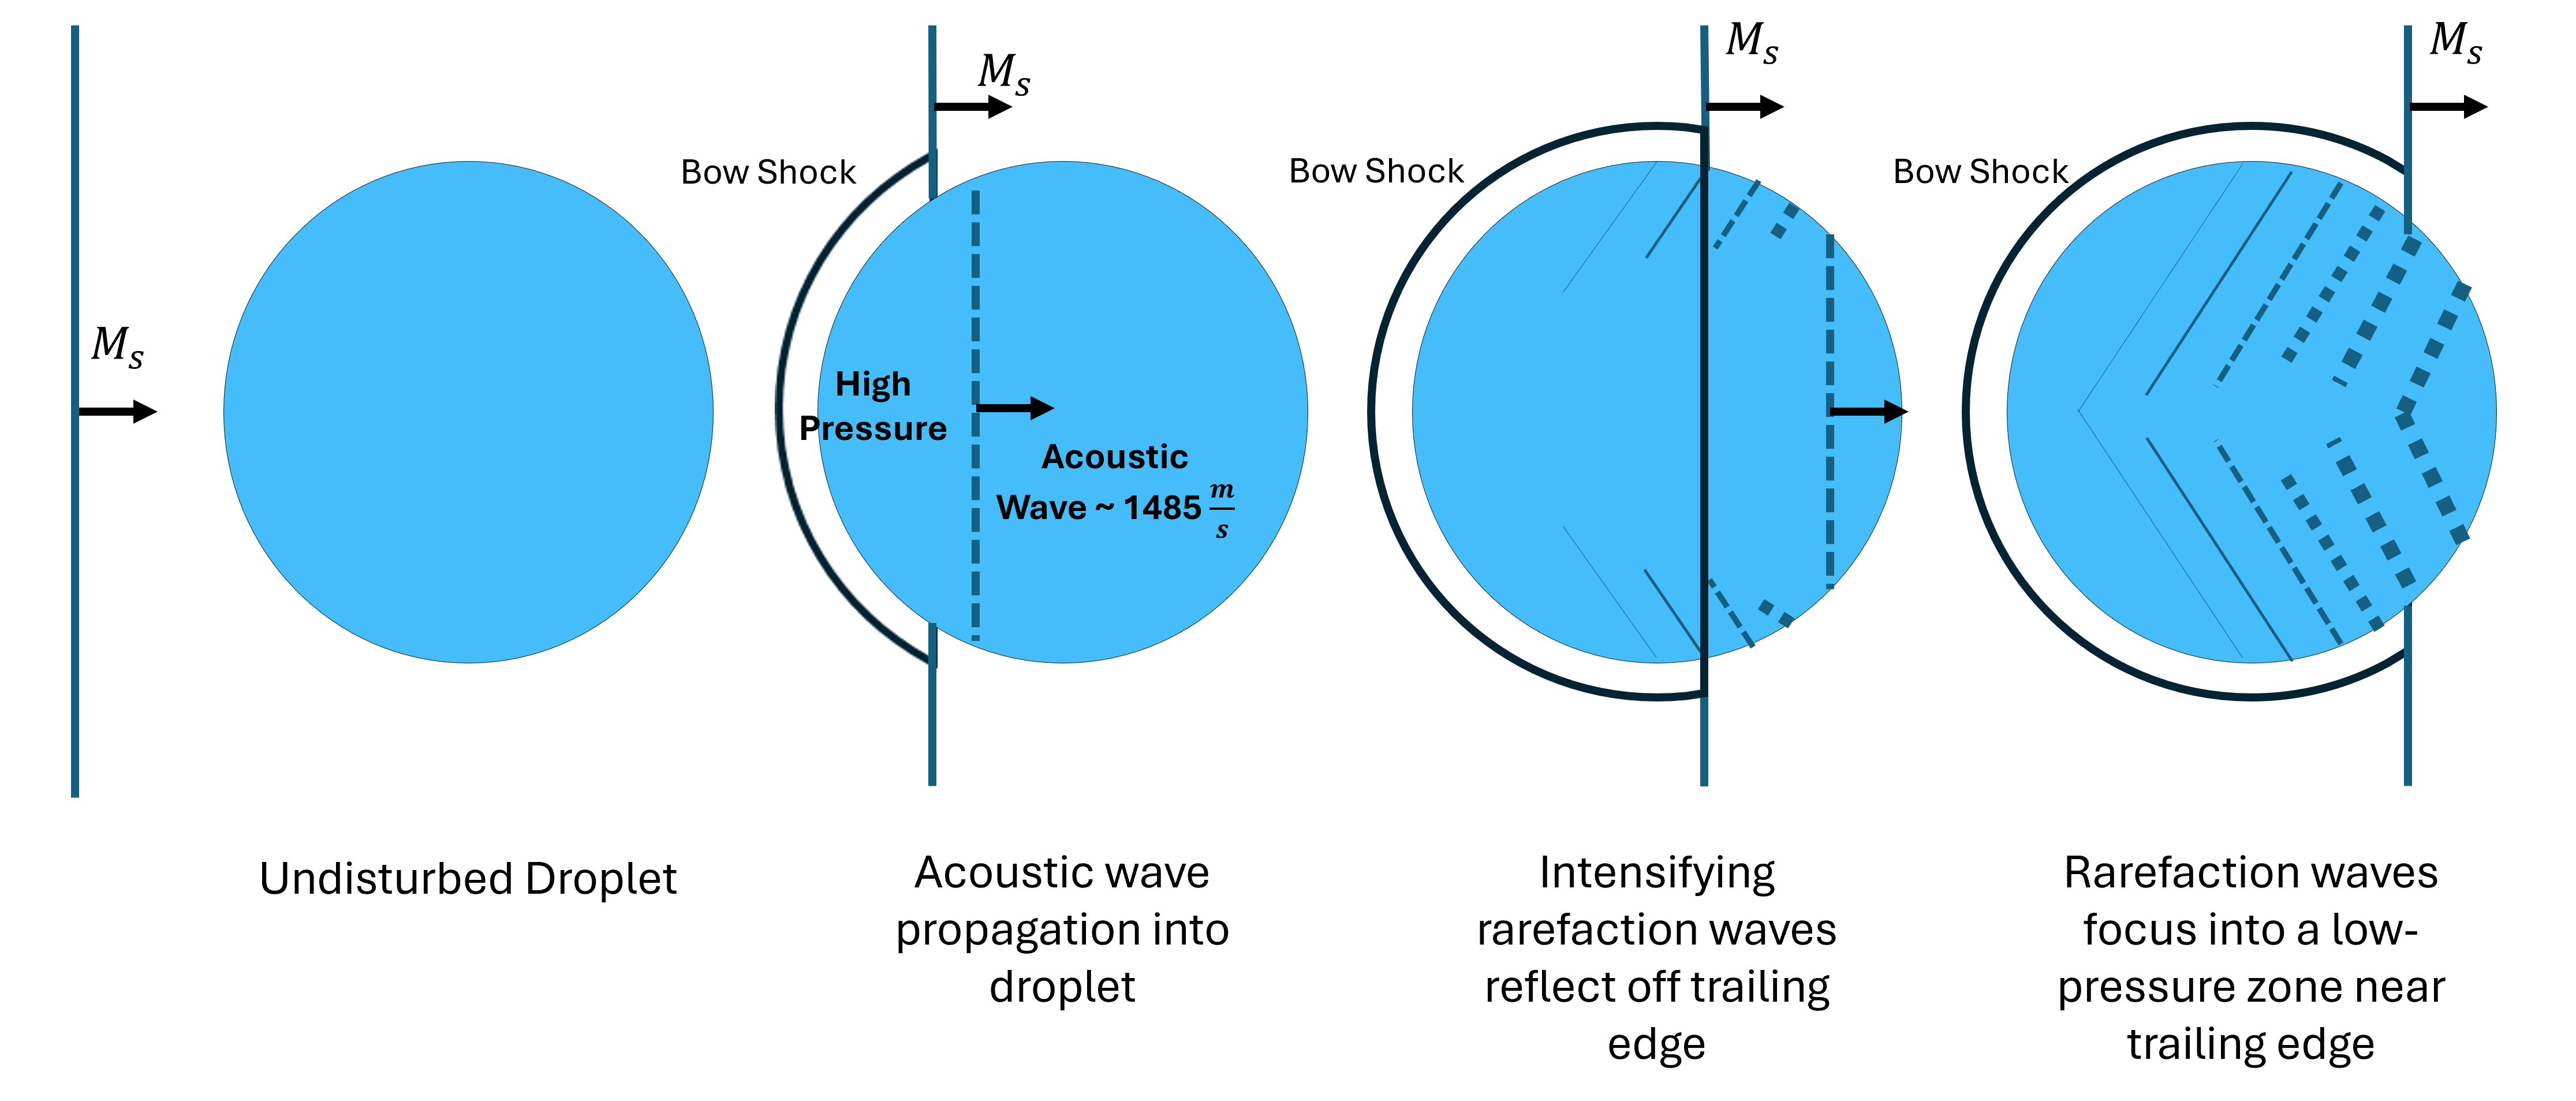 M_s
Undisturbed Droplet
M_s
Bow Shock
High
Pressure
Acoustic
Wave ~ 1485 m/s
Acoustic wave
propagation into
droplet
M_s
Bow Shock
Intensifying
rarefaction waves
reflect off trailing
edge
M_s
Bow Shock
Rarefaction waves
focus into a low-
pressure zone near
trailing edge